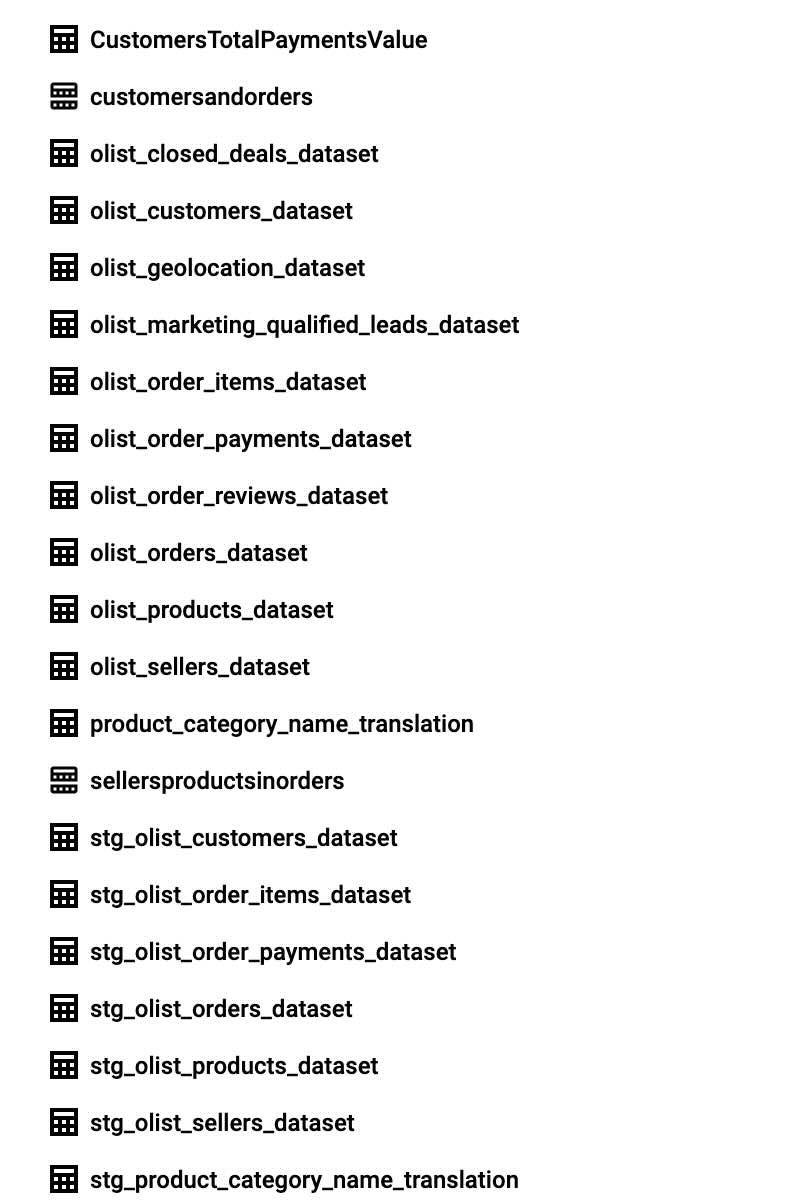 CustomersTotalPaymentsValue
customersandorders
olist_closed_deals_dataset
olist_customers_dataset
olist_geolocation_dataset
olist_marketing_qualified_leads_dataset
olist_order_items_dataset
olist_order_payments_dataset
olist_order_reviews_dataset
olist_orders_dataset
olist_products_dataset
olist_sellers_dataset
product_category_name_translation
sellersproductsinorders
stg_olist_customers_dataset
stg_olist_order_items_dataset
stg_olist_order_payments_dataset
stg_olist_orders_dataset
stg_olist_products_dataset
stg_olist_sellers_dataset
stg_product_category_name_translation